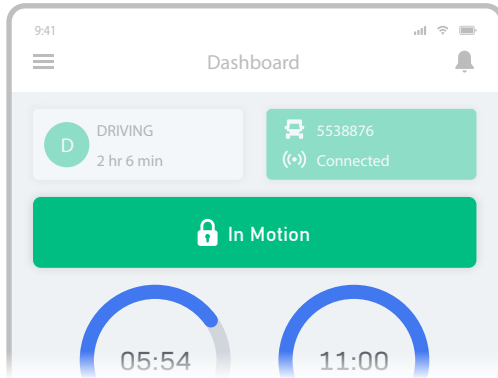 9:41
Dashboard
D
DRIVING
2 hr 6 min
5538876
Connected
In Motion
05:54
11:00